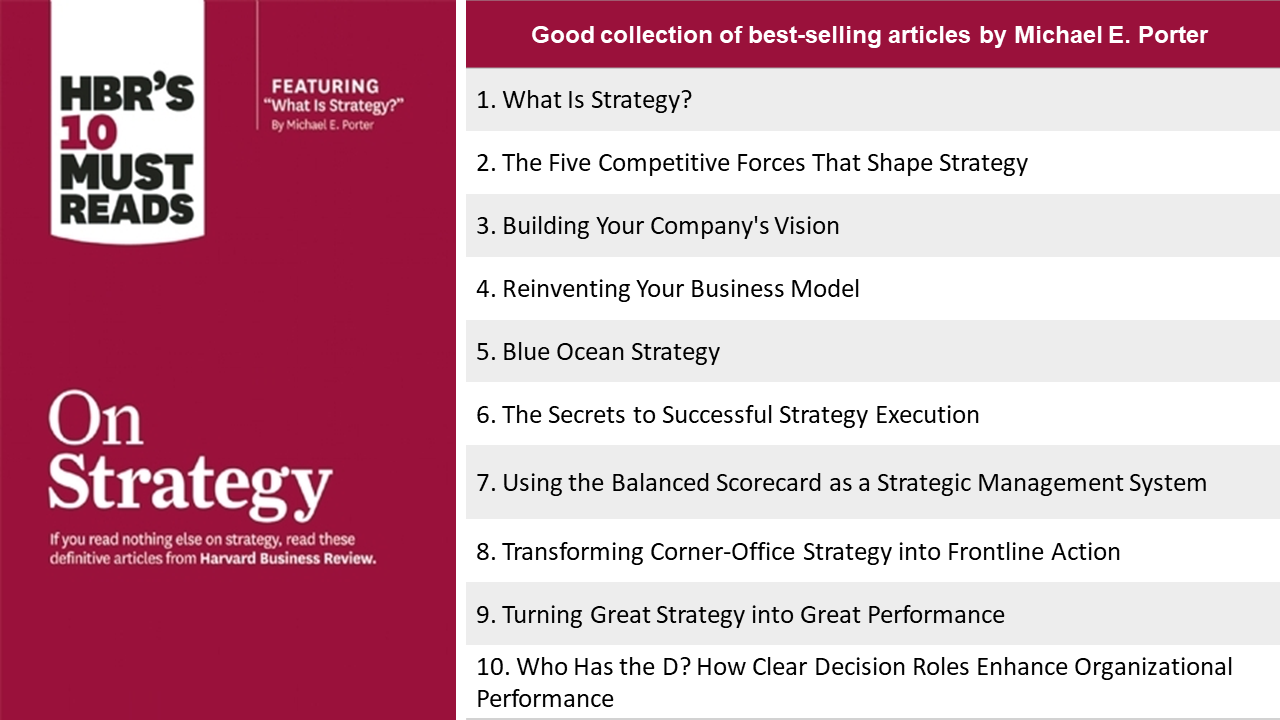 HBR'S
10
MUST
READS
FEATURING
“What Is Strategy?”
By Michael E. Porter
On
Strategy
If you read nothing else on strategy, read these
definitive articles from Harvard Business Review.
Good collection of best-selling articles by Michael E. Porter
1. What Is Strategy?
2. The Five Competitive Forces That Shape Strategy
3. Building Your Company's Vision
4. Reinventing Your Business Model
5. Blue Ocean Strategy
6. The Secrets to Successful Strategy Execution
7. Using the Balanced Scorecard as a Strategic Management System
8. Transforming Corner-Office Strategy into Frontline Action
9. Turning Great Strategy into Great Performance
10. Who Has the D? How Clear Decision Roles Enhance Organizational
Performance